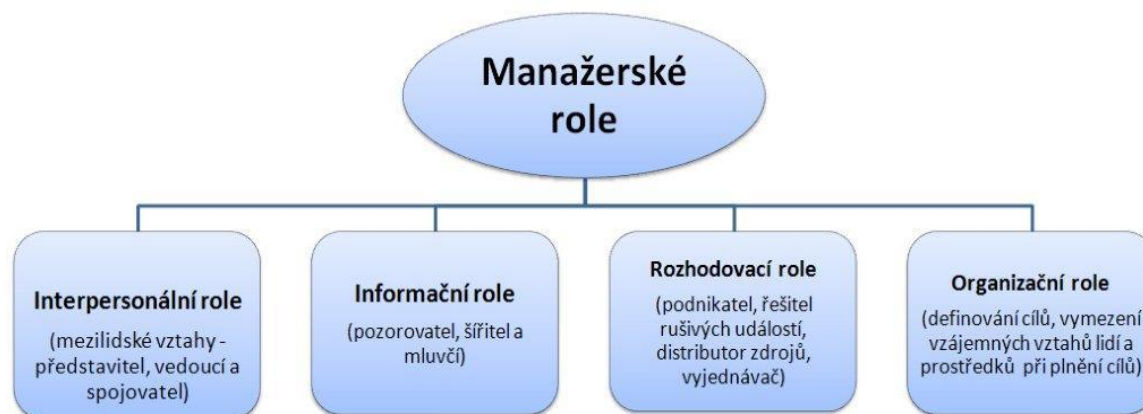 Manažerské
role
Interpersonální role
(mezilidské vztahy -
představitel, vedoucí a
spojovatel)
Informační role
(pozorovatel, šířitel a
mluvčí)
Rozhodovací role
(podnikatel, řešitel
rušivých událostí,
distributor zdrojů,
vyjednávač)
Organizační role
(definování cílů, vymezení
vzájemných vztahů lidí a
prostředků při plnění cílů)